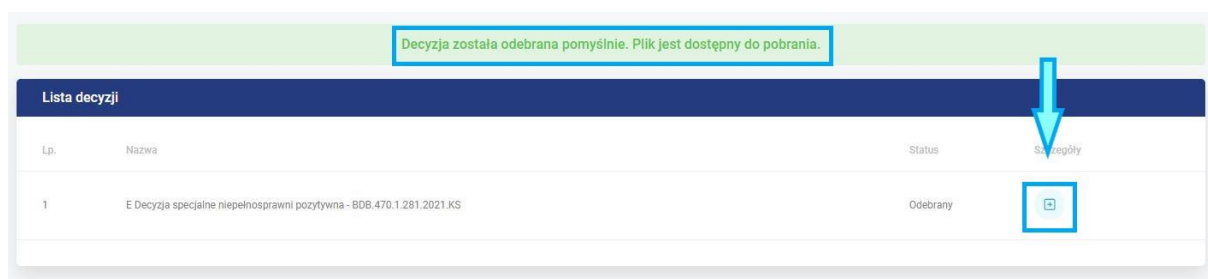 Decyzja została odebrana pomyślnie. Plik jest dostępny do pobrania.
Lista decyzji
Lp. Nazwa Status Szczegóły
1 E Decyzja specjalne niepełnosprawni pozytywna - BDB.470.1.281.2021.KS Odebrany